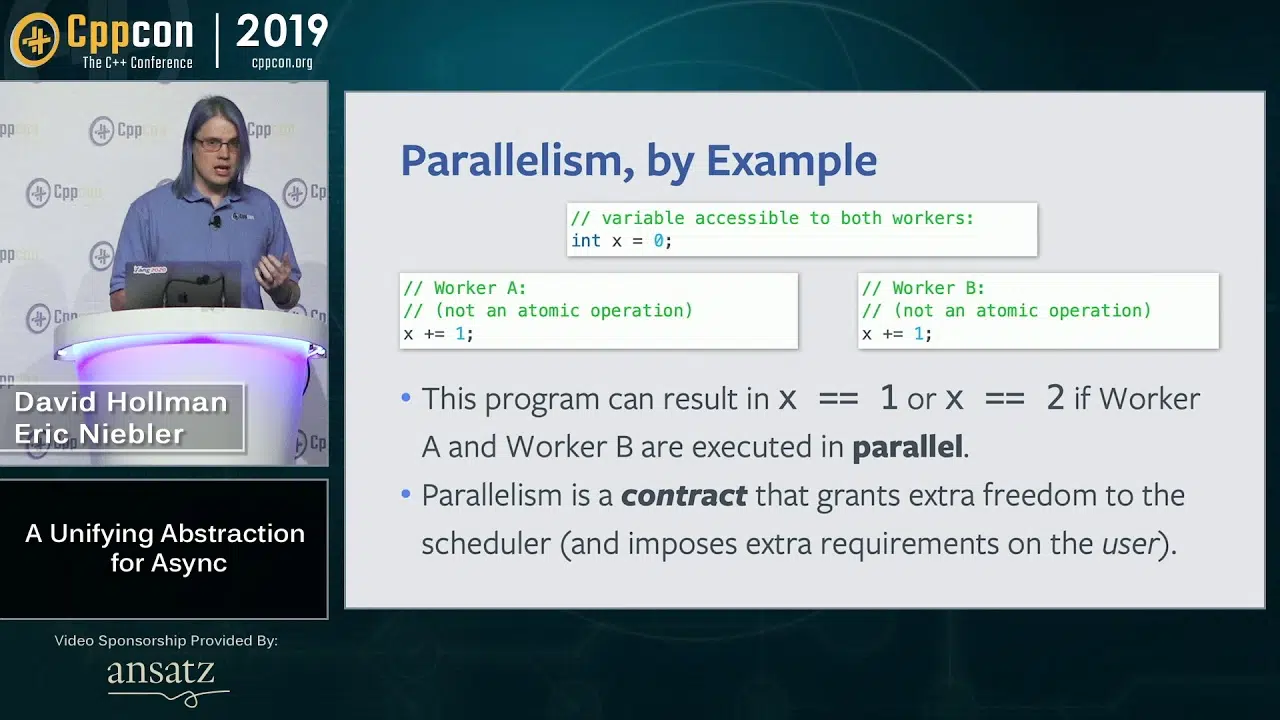 Cppcon
The C++ Conference
2019
cppcon.org
Parallelism, by Example
// variable accessible to both workers:
int x = 0;
// Worker A:
// (not an atomic operation)
x += 1;
// Worker B:
// (not an atomic operation)
x += 1;
• This program can result in x == 1 or x == 2 if Worker
A and Worker B are executed in parallel.
• Parallelism is a contract that grants extra freedom to the
scheduler (and imposes extra requirements on the user).
David Hollman
Eric Niebler
A Unifying Abstraction
for Async
Video Sponsorship Provided By:
ansatz